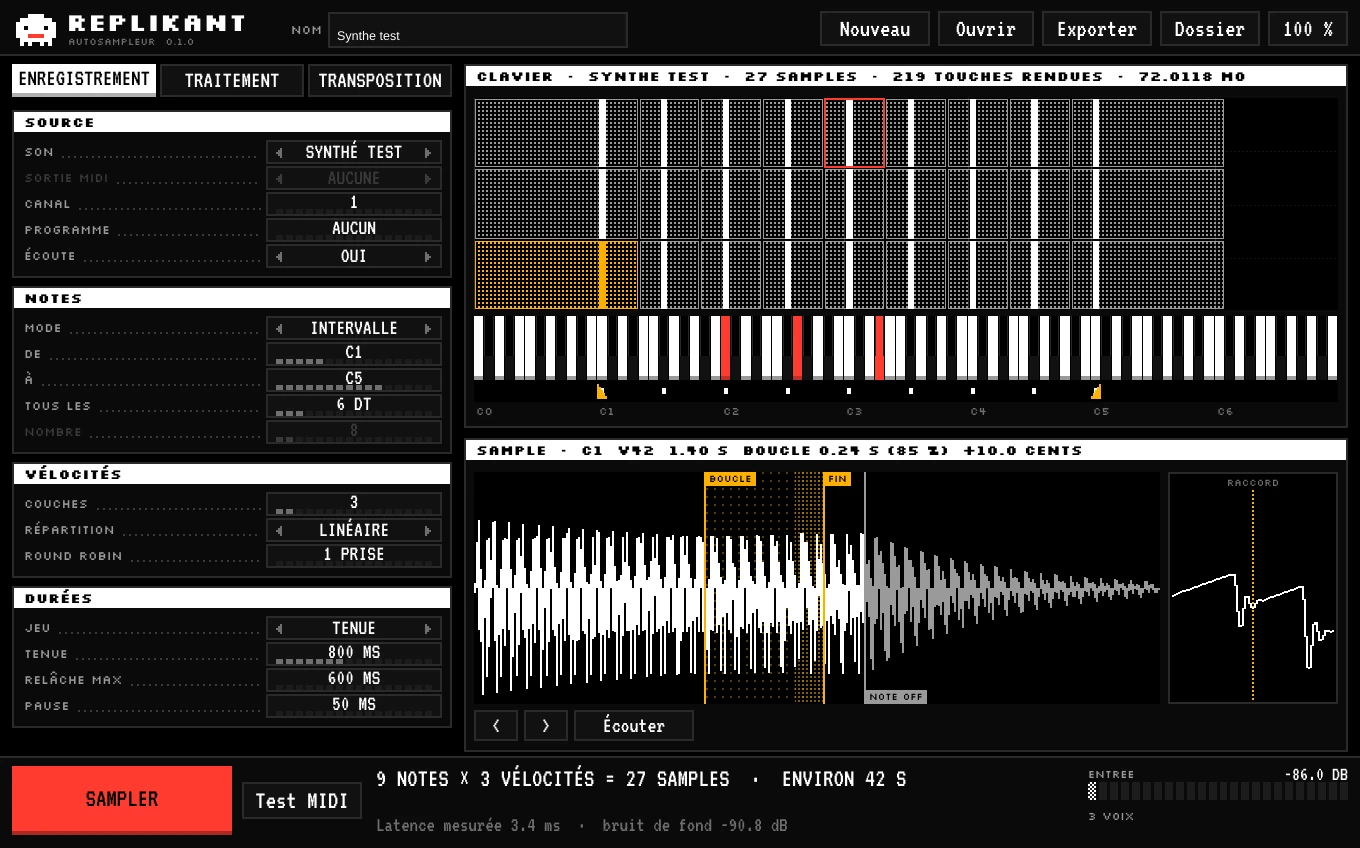 REPLIKANT
AUTOSAMPLEUR 0.1.0
NOM Synthe test
Nouveau Ouvrir Exporter Dossier 100 %
ENREGISTREMENT TRAITEMENT TRANSPOSITION
SOURCE
SON SYNTHÉ TEST
SORTIE MIDI AUCUNE
CANAL 1
PROGRAMME AUCUN
ÉCOUTE OUI
NOTES
MODE INTERVALLE
DE C1
À C5
TOUS LES 6 DT
NOMBRE 8
VÉLOCITÉS
COUCHES 3
RÉPARTITION LINÉAIRE
ROUND ROBIN 1 PRISE
DURÉES
JEU TENUE
TENUE 800 MS
RELÂCHE MAX 600 MS
PAUSE 50 MS
CLAVIER · SYNTHE TEST · 27 SAMPLES · 219 TOUCHES RENDUES · 72.0118 MO
C0 C1 C2 C3 C4 C5 C6
SAMPLE · C1 V42 1.40 S BOUCLE 0.24 S (85 %) +10.0 CENTS
BOUCLE FIN
RACCORD
NOTE OFF
< > Écouter
SAMPLER
Test MIDI
9 NOTES X 3 VÉLOCITÉS = 27 SAMPLES · ENVIRON 42 S
Latence mesurée 3.4 ms · bruit de fond -90.8 dB
ENTREE -86.0 DB
3 VOIX